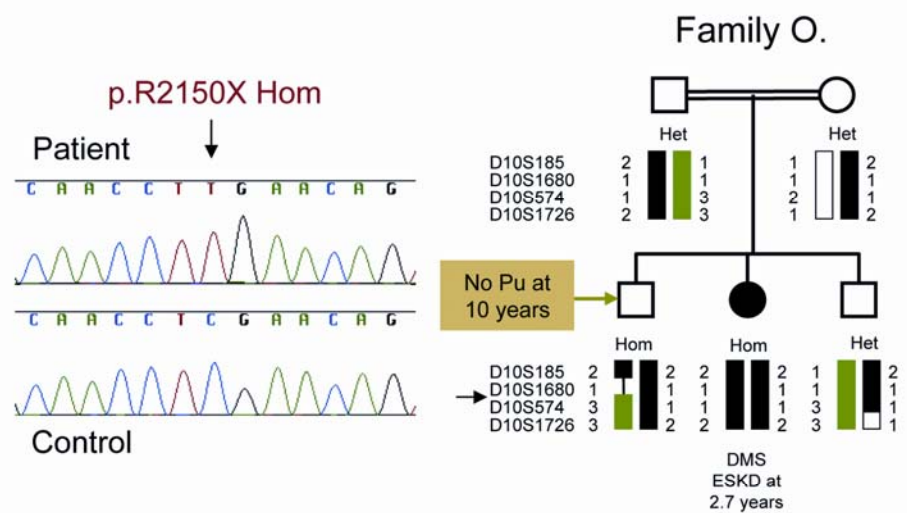 Family O.
p.R2150X Hom
Patient
C A A C C T T G A A C A G
C A A C C T C G A A C A G
Control
Het Het
D10S185 2 1 1 2
D10S1680 1 1 1 1
D10S574 1 3 2 1
D10S1726 2 3 1 2
No Pu at
10 years
Hom Hom Het
D10S185 2 2 2 2 1 2
D10S1680 1 1 1 1 1 1
D10S574 3 1 1 1 3 1
D10S1726 3 2 2 2 3 1
DMS
ESKD at
2.7 years